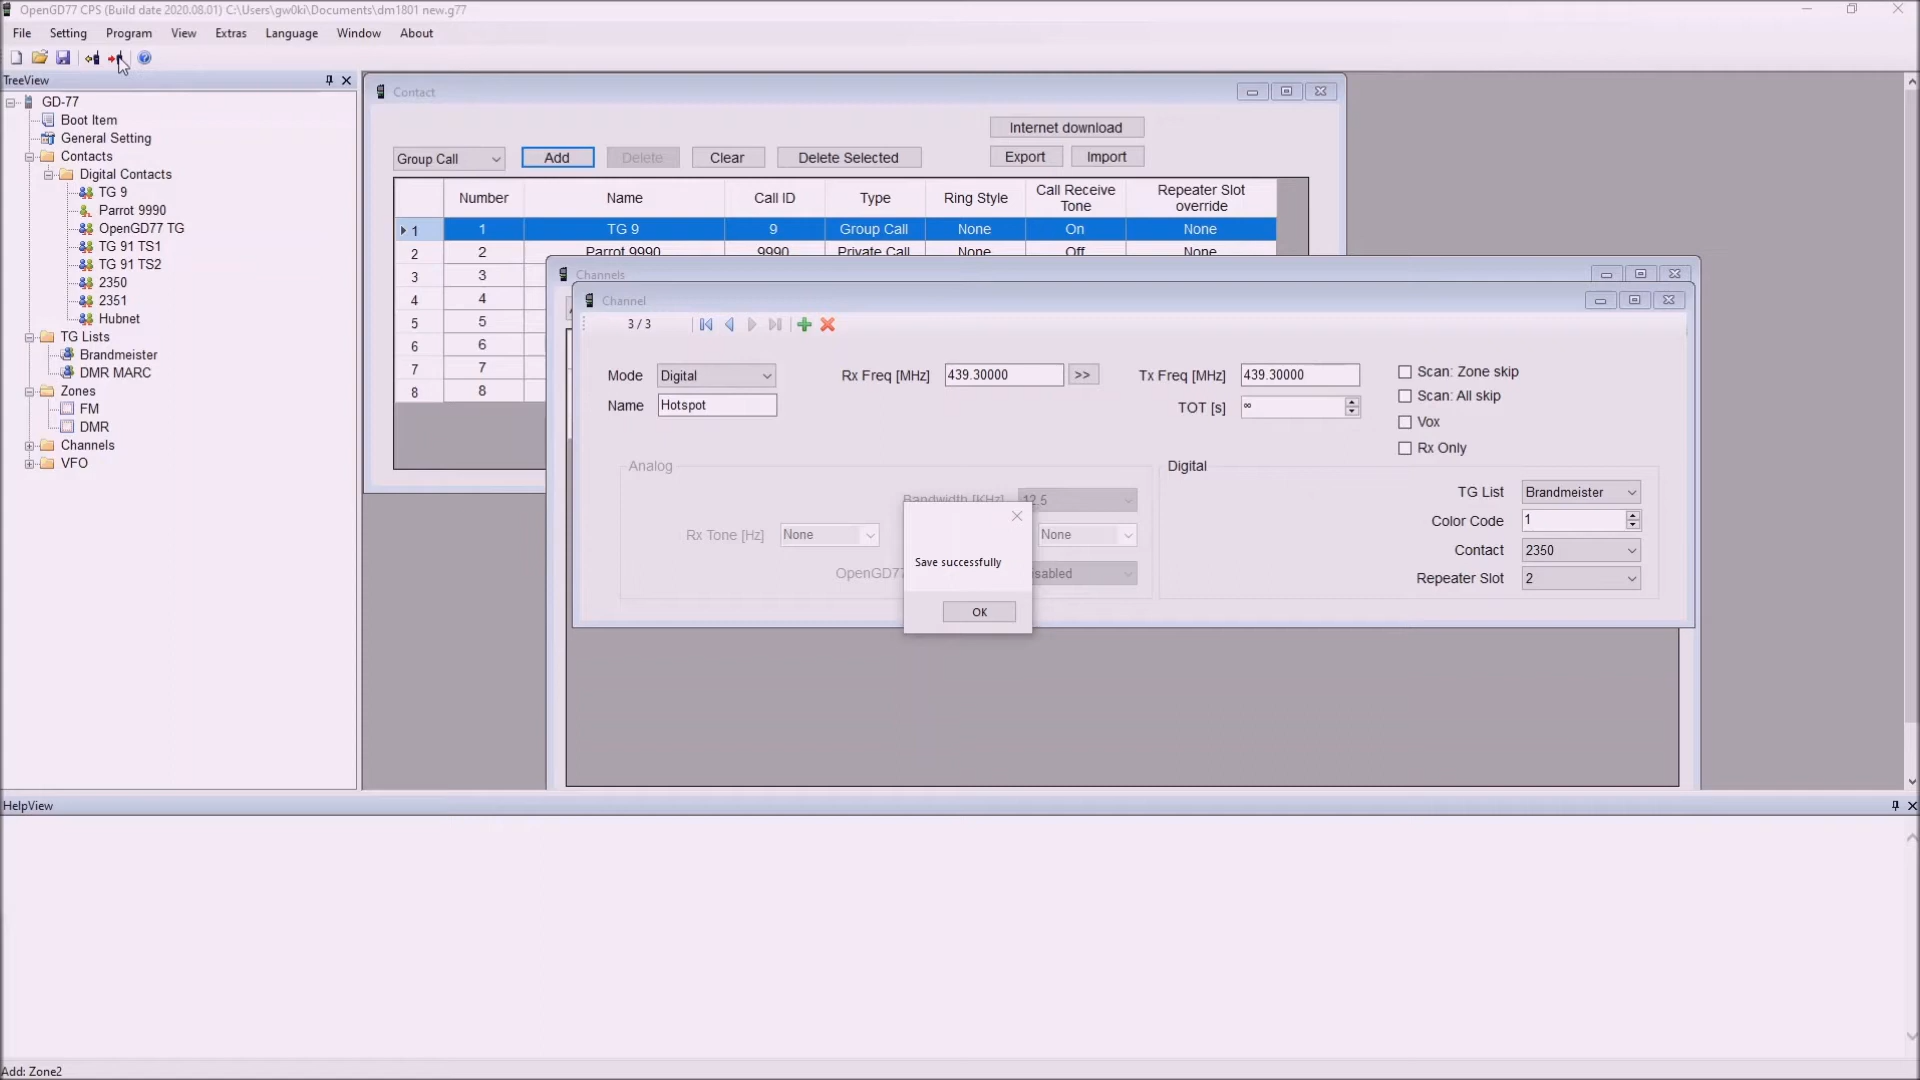 OpenGD77 CPS (Build date 2020.08.01) C:\Users\gw0ki\Documents\dm1801 new.g77
File Setting Program View Extras Language Window About
TreeView
GD-77
Boot Item
General Setting
Contacts
Digital Contacts
TG 9
Parrot 9990
OpenGD77 TG
TG 91 TS1
TG 91 TS2
2350
2351
Hubnet
TG Lists
Brandmeister
DMR MARC
Zones
FM
DMR
Channels
VFO
Contact
Internet download
Group Call Add Delete Clear Delete Selected Export Import
Number Name Call ID Type Ring Style Call Receive Tone Repeater Slot override
1 1 TG 9 9 Group Call None On None
2 2 Parrot 9990 9990 Private Call None Off None
3 3
4 4
5 5
6 6
7 7
8 8
Channels
Channel
3 / 3
Mode Digital Rx Freq [MHz] 439.30000 >> Tx Freq [MHz] 439.30000 Scan: Zone skip
Name Hotspot TOT [s] ∞ Scan: All skip
Vox
Rx Only
Analog
Bandwidth [KHz] 12.5
Rx Tone [Hz] None None
OpenGD77 isabled
Digital
TG List Brandmeister
Color Code 1
Contact 2350
Repeater Slot 2
Save successfully
OK
HelpView
Add: Zone2